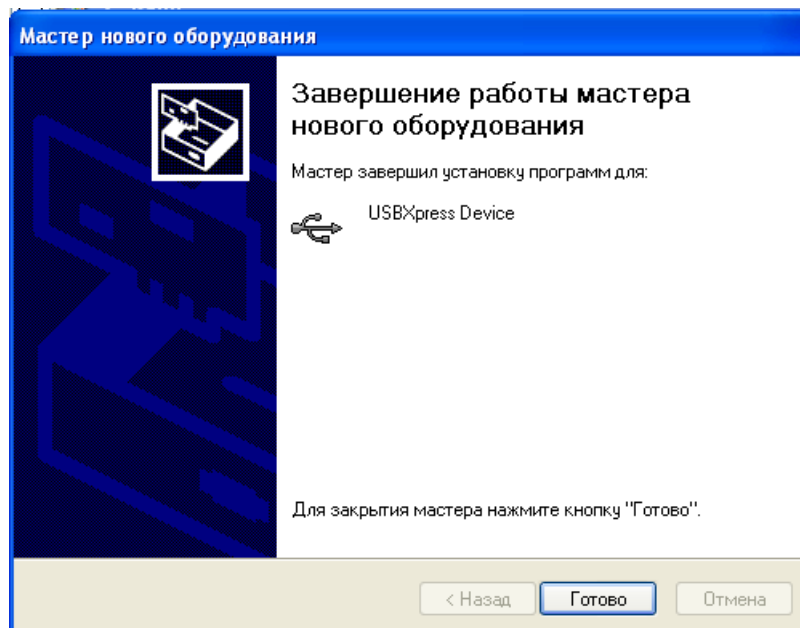 Мастер нового оборудования
Завершение работы мастера
нового оборудования
Мастер завершил установку программ для:
USBXpress Device
Для закрытия мастера нажмите кнопку "Готово".
< Назад
Готово
Отмена